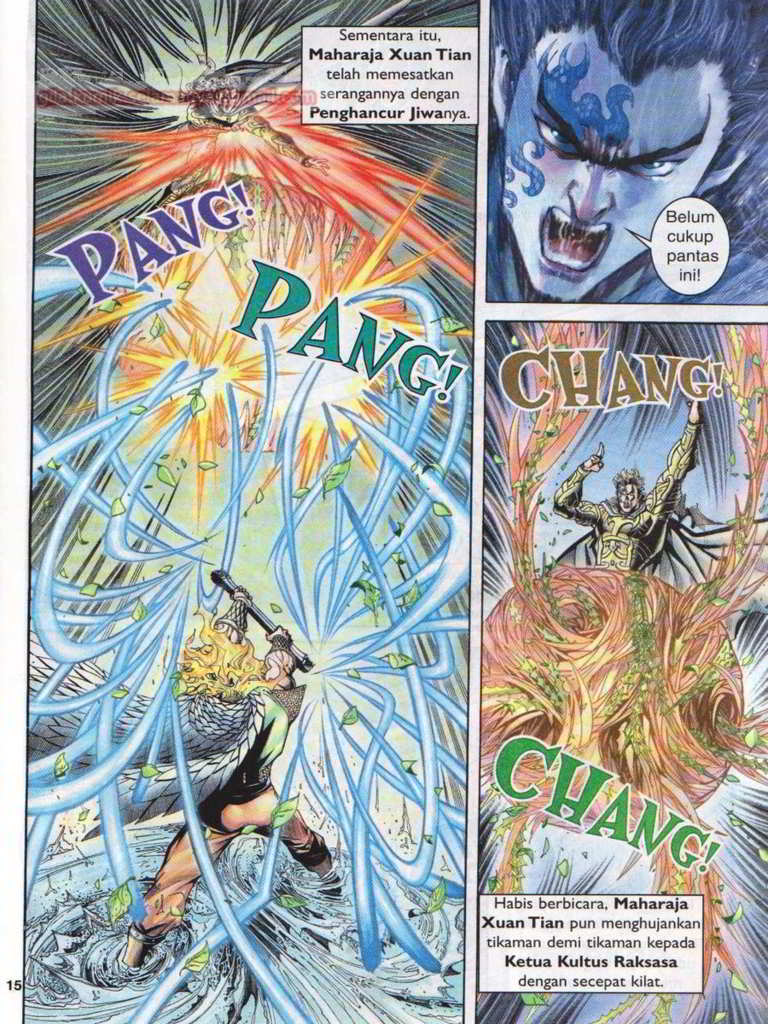 Sementara itu,
Maharaja Xuan Tian
telah memesatkan
serangannya dengan
Penghancur Jiwanya.
PANG!
PANG!
Belum
cukup
pantas
ini!
CHANG!
CHANG!
Habis berbicara, Maharaja
Xuan Tian pun menghujankan
tikaman demi tikaman kepada
Ketua Kultus Raksasa
dengan secepat kilat.
15